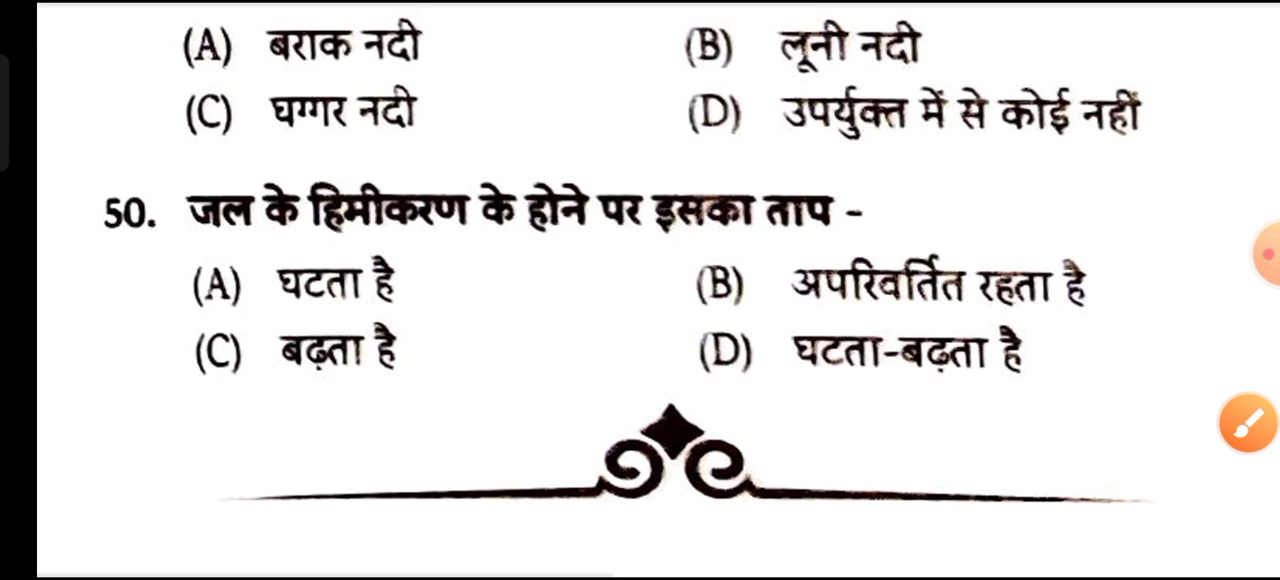 (A) बराक नदी (B) लूनी नदी
(C) घग्गर नदी (D) उपर्युक्त में से कोई नहीं
50. जल के हिमीकरण के होने पर इसका ताप -
(A) घटता है (B) अपरिवर्तित रहता है
(C) बढ़ता है (D) घटता-बढ़ता है